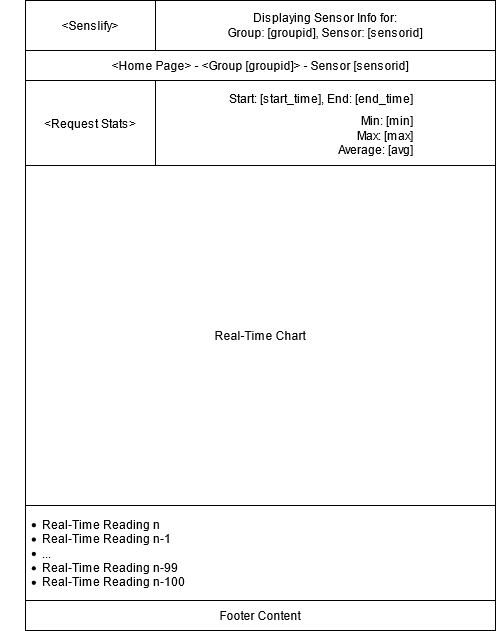 <Senslify>
Displaying Sensor Info for:
Group: [groupid], Sensor: [sensorid]
<Home Page> - <Group [groupid]> - Sensor [sensorid]
<Request Stats>
Start: [start_time], End: [end_time]
Min: [min]
Max: [max]
Average: [avg]
Real-Time Chart
• Real-Time Reading n
• Real-Time Reading n-1
• ...
• Real-Time Reading n-99
• Real-Time Reading n-100
Footer Content